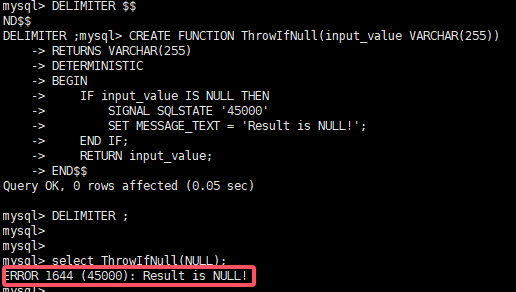 mysql> DELIMITER $$
ND$$
DELIMITER ;mysql> CREATE FUNCTION ThrowIfNull(input_value VARCHAR(255))
    -> RETURNS VARCHAR(255)
    -> DETERMINISTIC
    -> BEGIN
    ->     IF input_value IS NULL THEN
    ->         SIGNAL SQLSTATE '45000'
    ->         SET MESSAGE_TEXT = 'Result is NULL!';
    ->     END IF;
    ->     RETURN input_value;
    -> END$$
Query OK, 0 rows affected (0.05 sec)

mysql> DELIMITER ;
mysql>
mysql>
mysql> select ThrowIfNull(NULL);
ERROR 1644 (45000): Result is NULL!
mysql>